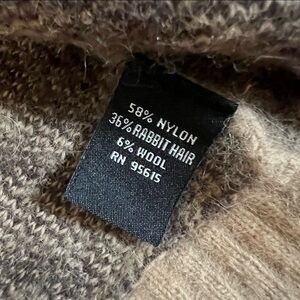 58% NYLON
36% RABBIT HAIR
6% WOOL
RN 95615